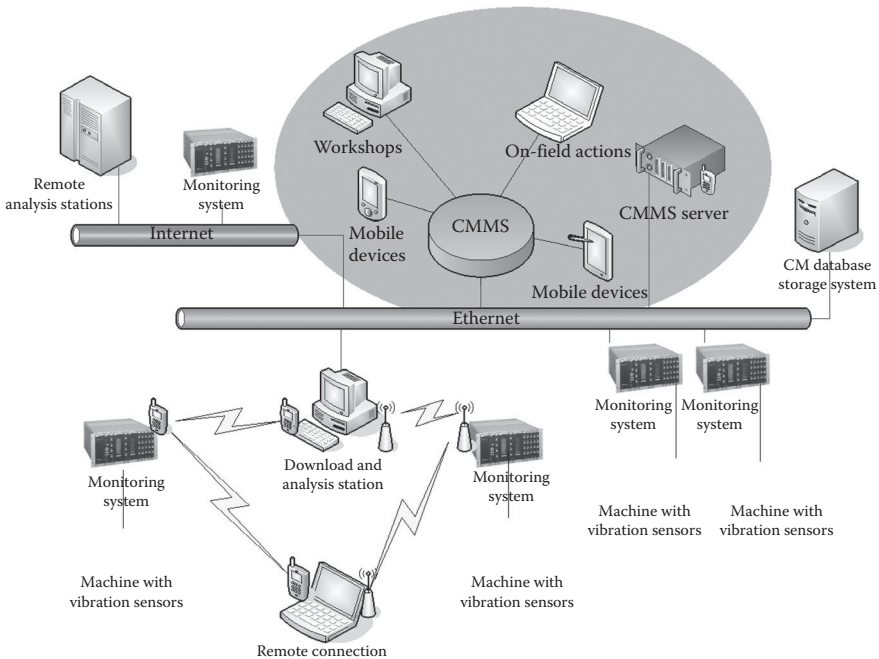 Workshops
On-field actions
Remote
analysis stations
Monitoring
system
CMMS server
Mobile
devices
CMMS
Internet
Mobile devices
CM database
storage system
Ethernet
Monitoring
system
Monitoring
system
Download and
analysis station
Monitoring
system
Monitoring
system
Machine with
vibration sensors
Machine with
vibration sensors
Machine with
vibration sensors
Machine with
vibration sensors
Remote connection